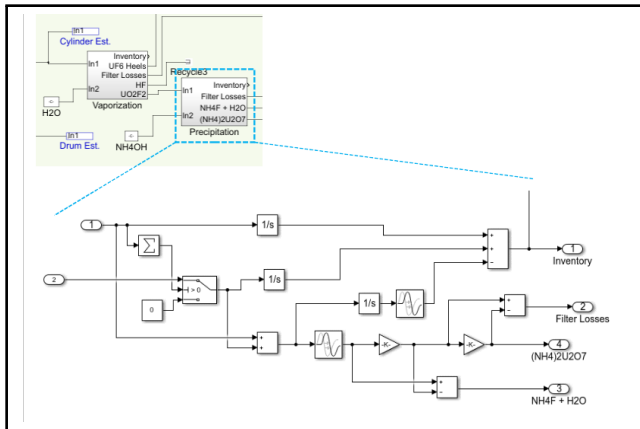 In1
Cylinder Est.
In1
In2
Inventory
UF6 Heels
Filter Losses
HF
UO2F2
Vaporization
H2O
Recycle3
In1
In2
Inventory
Filter Losses
NH4F + H2O
(NH4)2U2O7
Precipitation
In1
Drum Est.
NH4OH
1
1/s
+
+
−
1
Inventory
Σ
2
> 0
1/s
0
1/s
+
+
+
−
2
Filter Losses
-K-
-K-
4
(NH4)2U2O7
+
−
3
NH4F + H2O